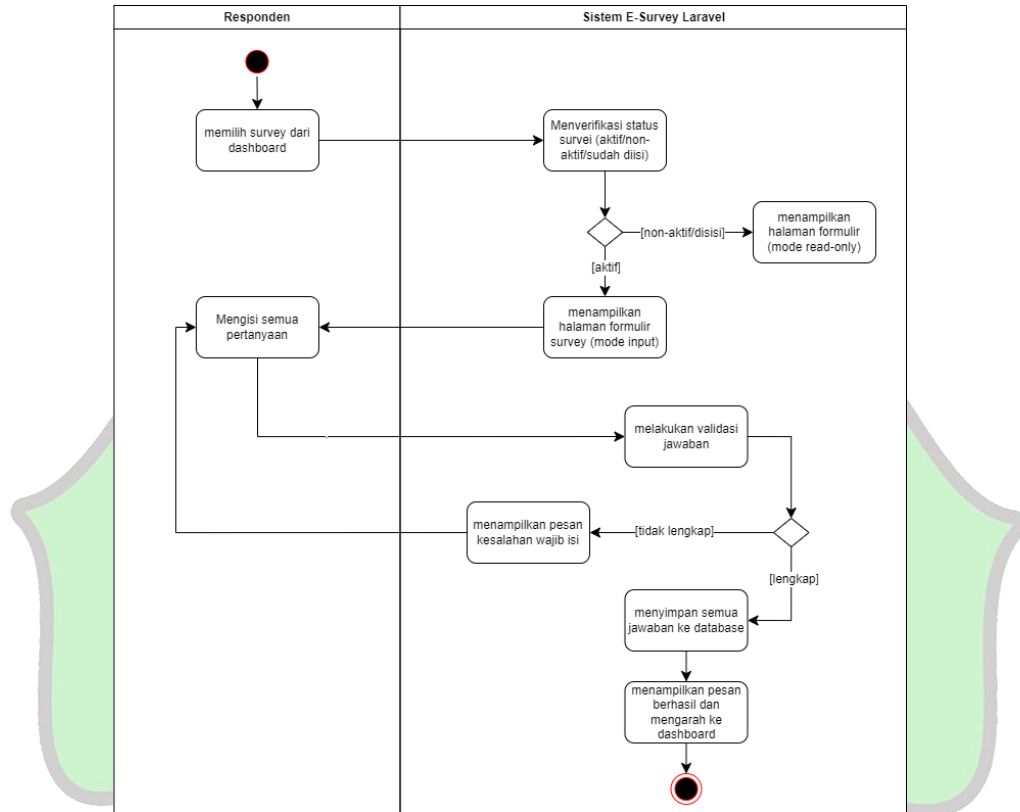 Responden
Sistem E-Survey Laravel
memilih survey dari
dashboard
Menverifikasi status
survei (aktif/non-
aktif/sudah diisi)
[non-aktif/disisi]
menampilkan
halaman formulir
(mode read-only)
[aktif]
Mengisi semua
pertanyaan
menampilkan
halaman formulir
survey (mode input)
melakukan validasi
jawaban
menampilkan pesan
kesalahan wajib isi
[tidak lengkap]
[lengkap]
menyimpan semua
jawaban ke database
menampilkan pesan
berhasil dan
mengarah ke
dashboard